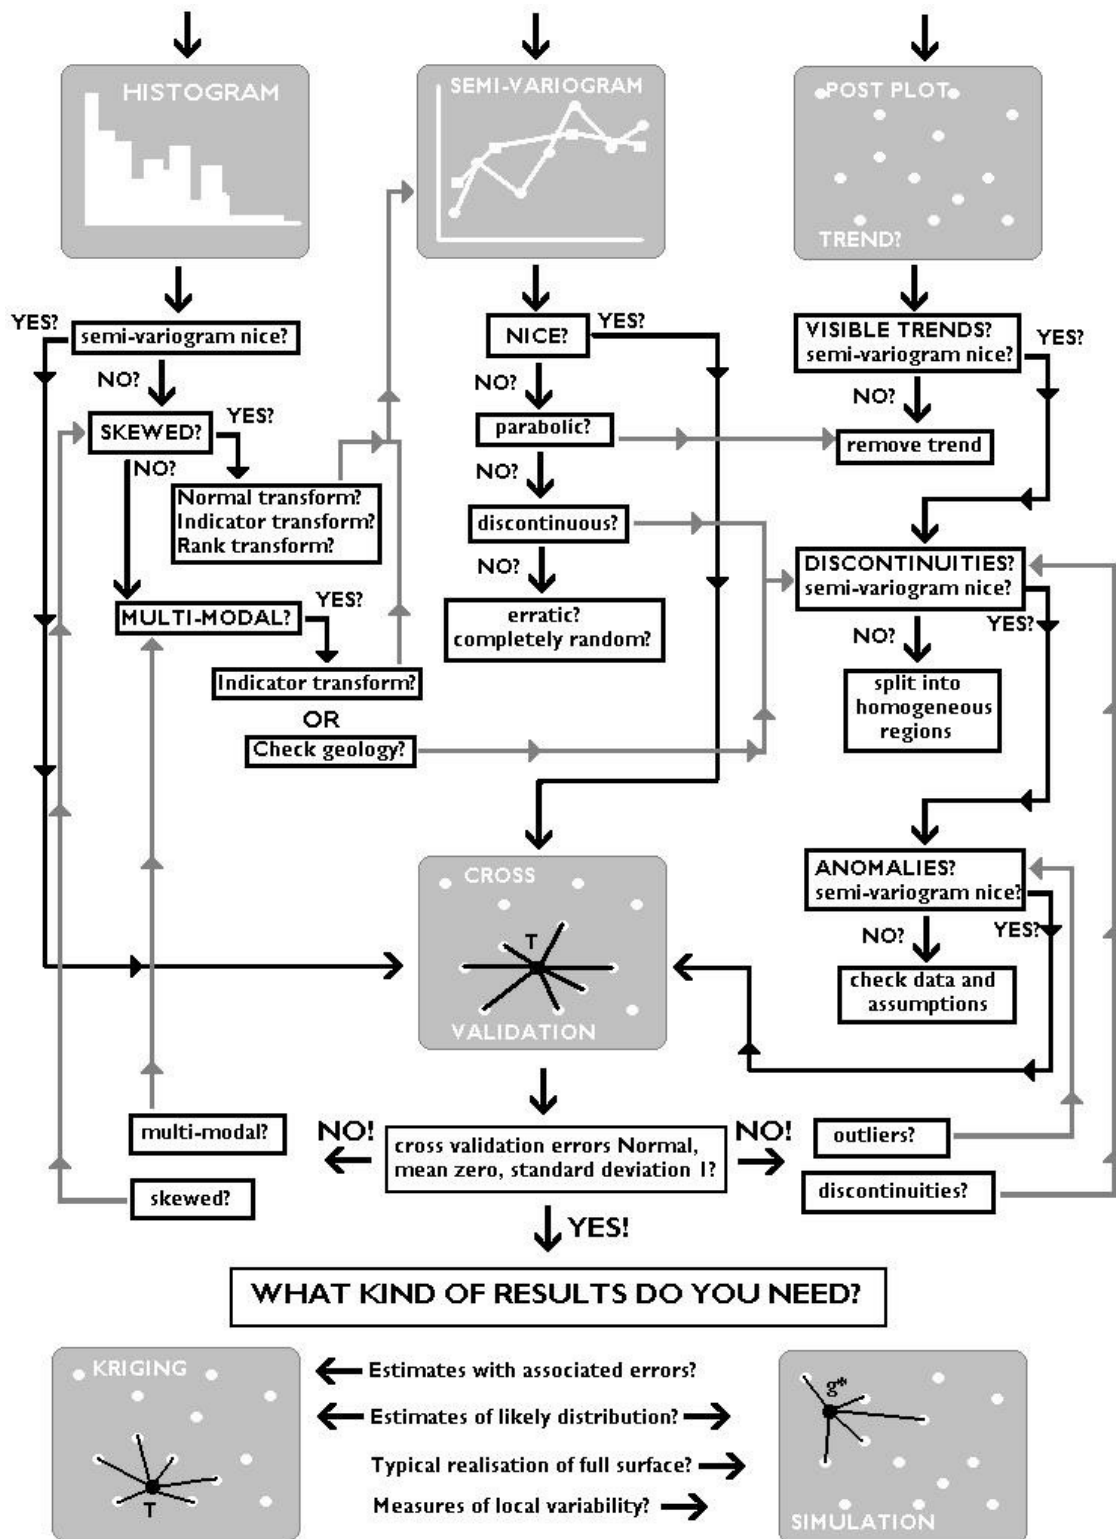 HISTOGRAM
SEMI-VARIOGRAM
POST PLOT
TREND?
YES?
semi-variogram nice?
NO?
SKEWED?
YES?
NO?
Normal transform?
Indicator transform?
Rank transform?
MULTI-MODAL?
YES?
Indicator transform?
OR
Check geology?
NICE?
YES?
NO?
parabolic?
NO?
discontinuous?
NO?
erratic?
completely random?
VISIBLE TRENDS?
semi-variogram nice?
YES?
NO?
remove trend
DISCONTINUITIES?
semi-variogram nice?
YES?
NO?
split into
homogeneous
regions
ANOMALIES?
semi-variogram nice?
YES?
NO?
check data and
assumptions
CROSS
T
VALIDATION
multi-modal?
skewed?
NO!
cross validation errors Normal,
mean zero, standard deviation 1?
NO!
outliers?
discontinuities?
YES!
WHAT KIND OF RESULTS DO YOU NEED?
KRIGING
T
Estimates with associated errors?
Estimates of likely distribution?
Typical realisation of full surface?
Measures of local variability?
g*
SIMULATION